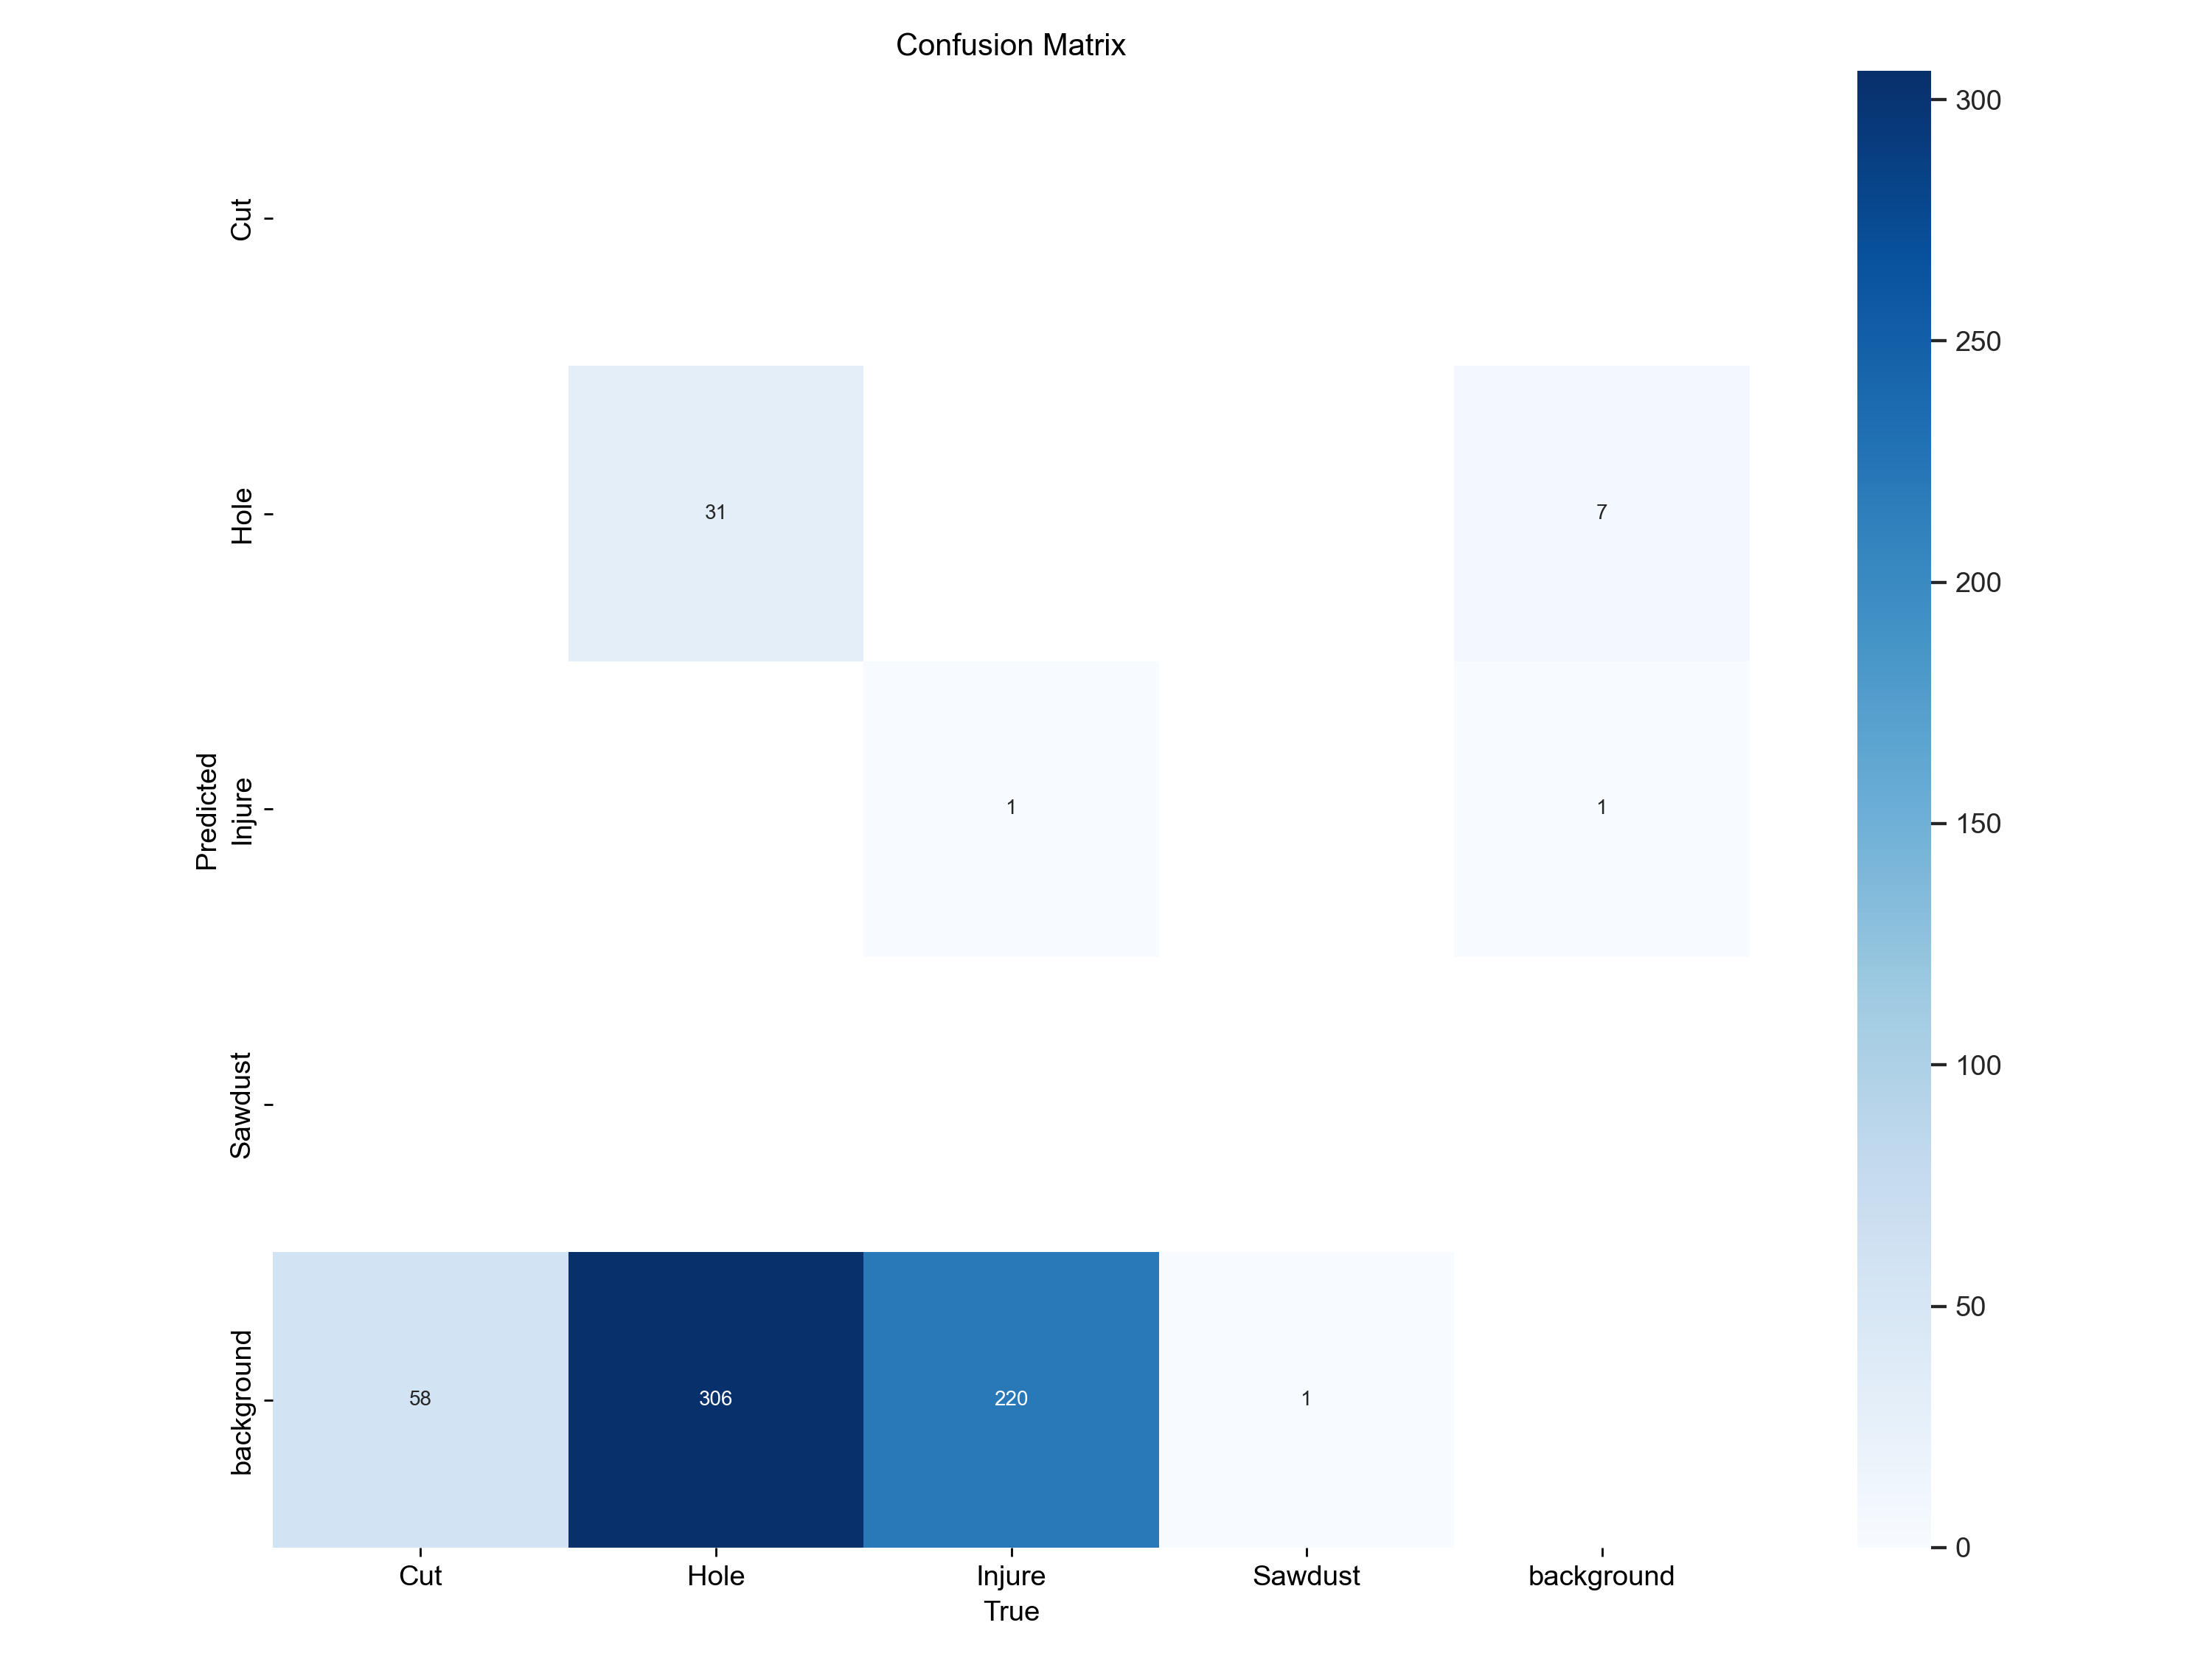 Confusion Matrix
Cut
Hole
Injure
Sawdust
background
Predicted
31
7
1
1
58
306
220
1
Cut
Hole
Injure
Sawdust
background
True
300
250
200
150
100
50
0